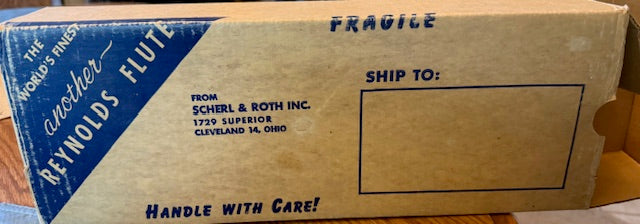 THE
WORLD'S FINEST
another
REYNOLDS FLUTE
FRAGILE
SHIP TO:
FROM
SCHERL & ROTH INC.
1729 SUPERIOR
CLEVELAND 14, OHIO
HANDLE WITH CARE!